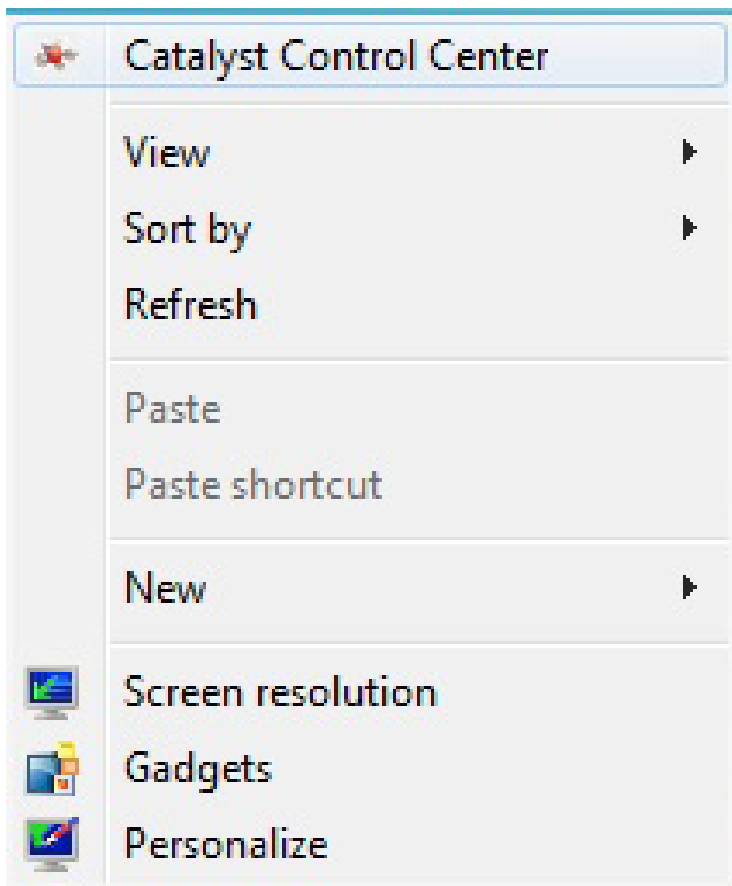 Catalyst Control Center
View
Sort by
Refresh
Paste
Paste shortcut
New
Screen resolution
Gadgets
Personalize